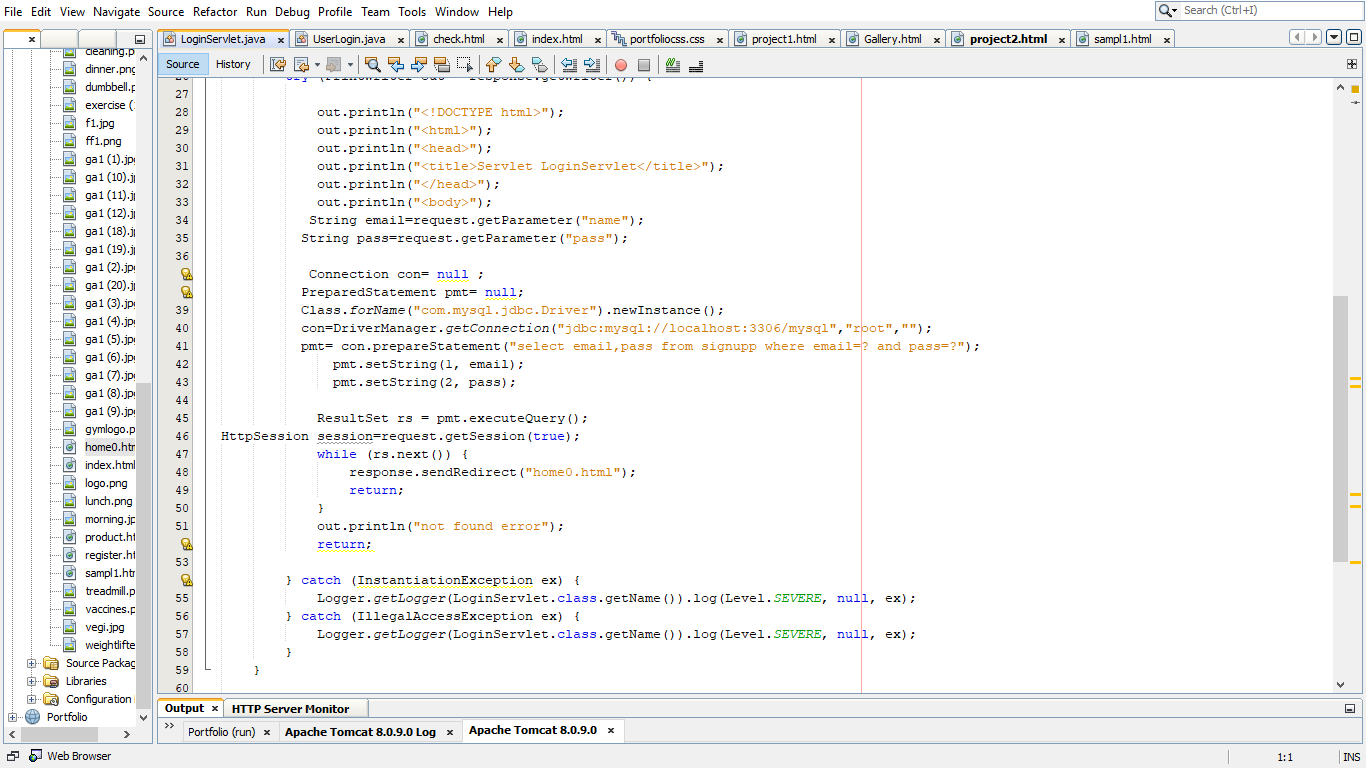 File Edit View Navigate Source Refactor Run Debug Profile Team Tools Window Help
Search (Ctrl+I)
LoginServlet.java UserLogin.java check.html index.html portfoliocss.css project1.html Gallery.html project2.html sampl1.html
Source History
cleaning.p
dinner.png
dumbbell.p
exercise (
f1.jpg
ff1.png
ga1 (1).jp
ga1 (10).j
ga1 (11).j
ga1 (12).j
ga1 (18).j
ga1 (19).j
ga1 (2).jp
ga1 (20).j
ga1 (3).jp
ga1 (4).jp
ga1 (5).jp
ga1 (6).jp
ga1 (7).jp
ga1 (8).jp
ga1 (9).jp
gymlogo.p
home0.htm
index.html
logo.png
lunch.png
morning.jp
product.ht
register.ht
sampl1.htm
treadmill.p
vaccines.p
vegi.jpg
weightlifte
Source Packag
Libraries
Configuration
Portfolio
27
28 out.println("<!DOCTYPE html>");
29 out.println("<html>");
30 out.println("<head>");
31 out.println("<title>Servlet LoginServlet</title>");
32 out.println("</head>");
33 out.println("<body>");
34 String email=request.getParameter("name");
35 String pass=request.getParameter("pass");
36
Connection con= null ;
PreparedStatement pmt= null;
39 Class.forName("com.mysql.jdbc.Driver").newInstance();
40 con=DriverManager.getConnection("jdbc:mysql://localhost:3306/mysql","root","");
41 pmt= con.prepareStatement("select email,pass from signupp where email=? and pass=?");
42 pmt.setString(1, email);
43 pmt.setString(2, pass);
44
45 ResultSet rs = pmt.executeQuery();
46 HttpSession session=request.getSession(true);
47 while (rs.next()) {
48 response.sendRedirect("home0.html");
49 return;
50 }
51 out.println("not found error");
return;
53
} catch (InstantiationException ex) {
55 Logger.getLogger(LoginServlet.class.getName()).log(Level.SEVERE, null, ex);
56 } catch (IllegalAccessException ex) {
57 Logger.getLogger(LoginServlet.class.getName()).log(Level.SEVERE, null, ex);
58 }
59 }
60
Output HTTP Server Monitor
Portfolio (run) Apache Tomcat 8.0.9.0 Log Apache Tomcat 8.0.9.0
Web Browser
1:1 INS